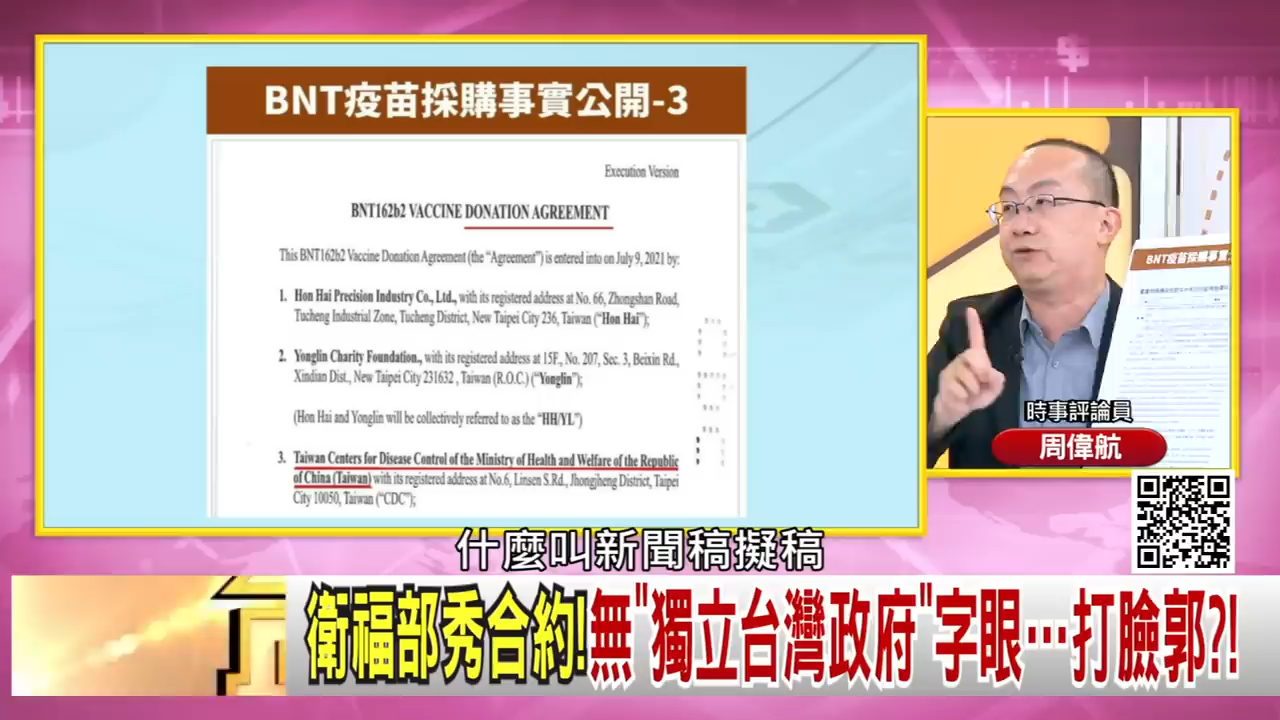 BNT疫苗採購事實公開-3
Execution Version
BNT162b2 VACCINE DONATION AGREEMENT
This BNT162b2 Vaccine Donation Agreement (the “Agreement”) is entered into on July 9, 2021 by:
1. Hon Hai Precision Industry Co., Ltd., with its registered address at No. 66, Zhongshan Road,
Tucheng Industrial Zone, Tucheng District, New Taipei City 236, Taiwan (“Hon Hai”);
2. Yonglin Charity Foundation., with its registered address at 15F., No. 207, Sec. 3, Beixin Rd.,
Xindian Dist., New Taipei City 231632 , Taiwan (R.O.C.) (“Yonglin”);
(Hon Hai and Yonglin will be collectively referred to as the “HH/YL”)
3. Taiwan Centers for Disease Control of the Ministry of Health and Welfare of the Republic
of China (Taiwan) with its registered address at No.6, Linsen S.Rd., Jhongjheng District, Taipei
City 10050, Taiwan (“CDC”);
BNT疫苗採購事實公
時事評論員
周偉航
什麼叫新聞稿擬稿
衛福部秀合約!無"獨立台灣政府"字眼…打臉郭?!